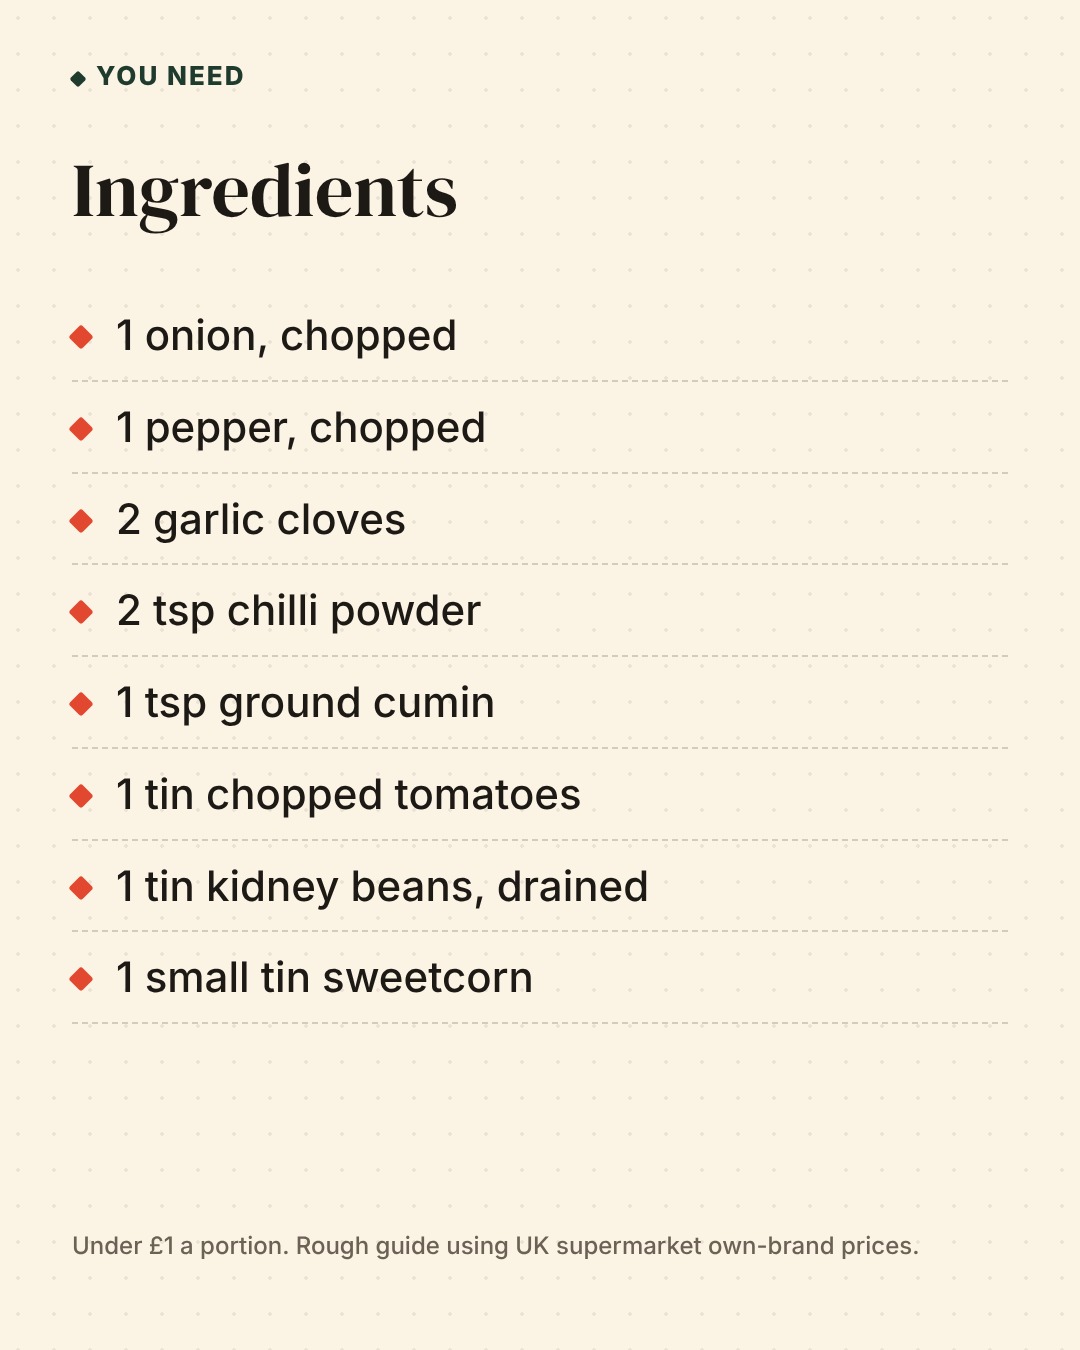 YOU NEED
Ingredients
1 onion, chopped
1 pepper, chopped
2 garlic cloves
2 tsp chilli powder
1 tsp ground cumin
1 tin chopped tomatoes
1 tin kidney beans, drained
1 small tin sweetcorn
Under £1 a portion. Rough guide using UK supermarket own-brand prices.